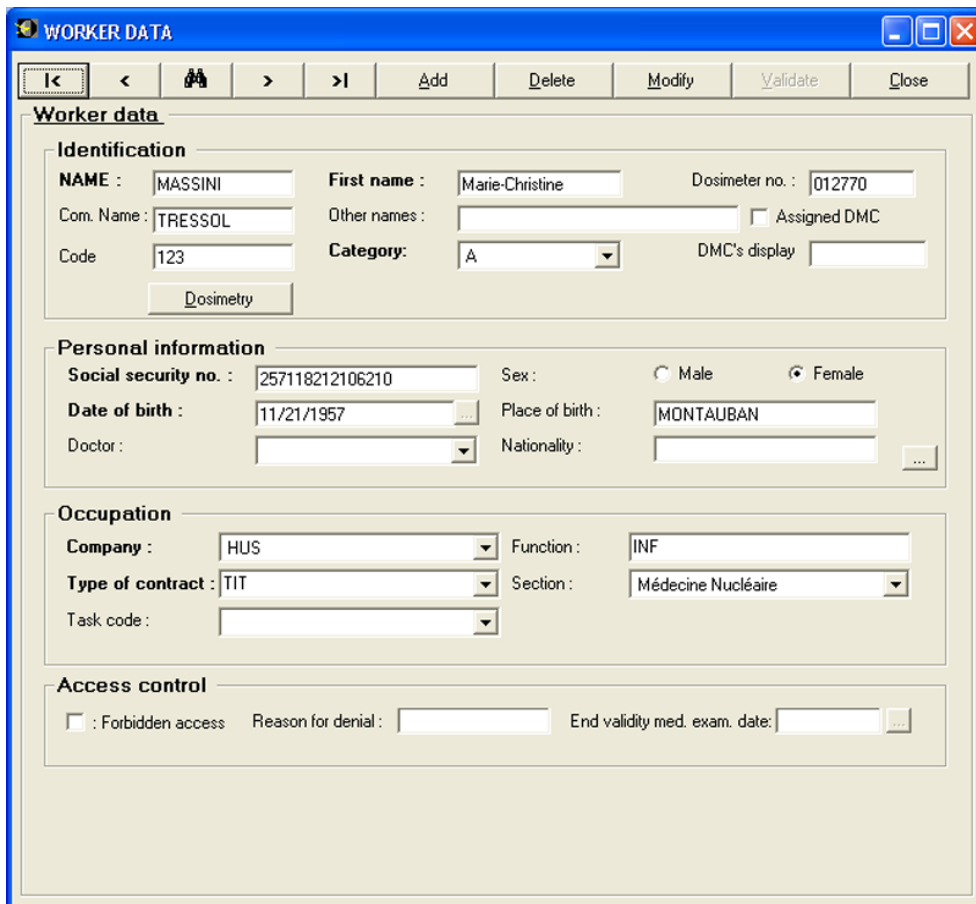 WORKER DATA
|< < > >| Add Delete Modify Validate Close
Worker data
Identification
NAME : MASSINI First name : Marie-Christine Dosimeter no. : 012770
Com. Name : TRESSOL Other names : Assigned DMC
Code 123 Category: A DMC's display
Dosimetry
Personal information
Social security no. : 257118212106210 Sex : Male Female
Date of birth : 11/21/1957 ... Place of birth : MONTAUBAN
Doctor : Nationality : ...
Occupation
Company : HUS Function : INF
Type of contract : TIT Section : Médecine Nucléaire
Task code :
Access control
: Forbidden access Reason for denial : End validity med. exam. date: ...